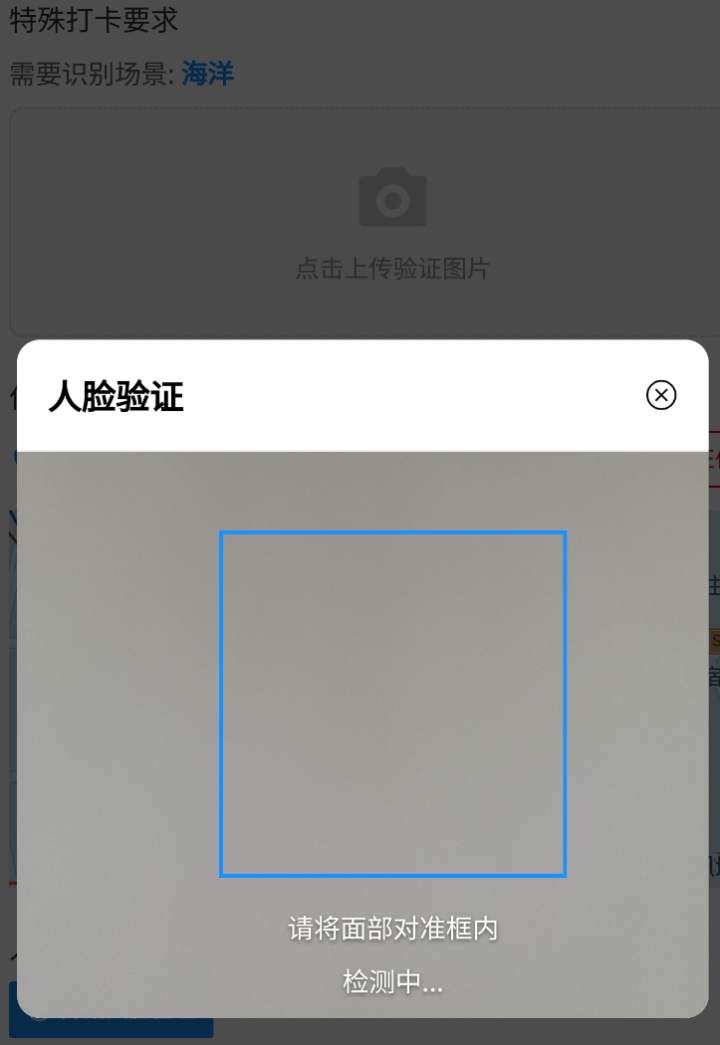 特殊打卡要求
需要识别场景: 海洋
点击上传验证图片
人脸验证
请将面部对准框内
检测中...